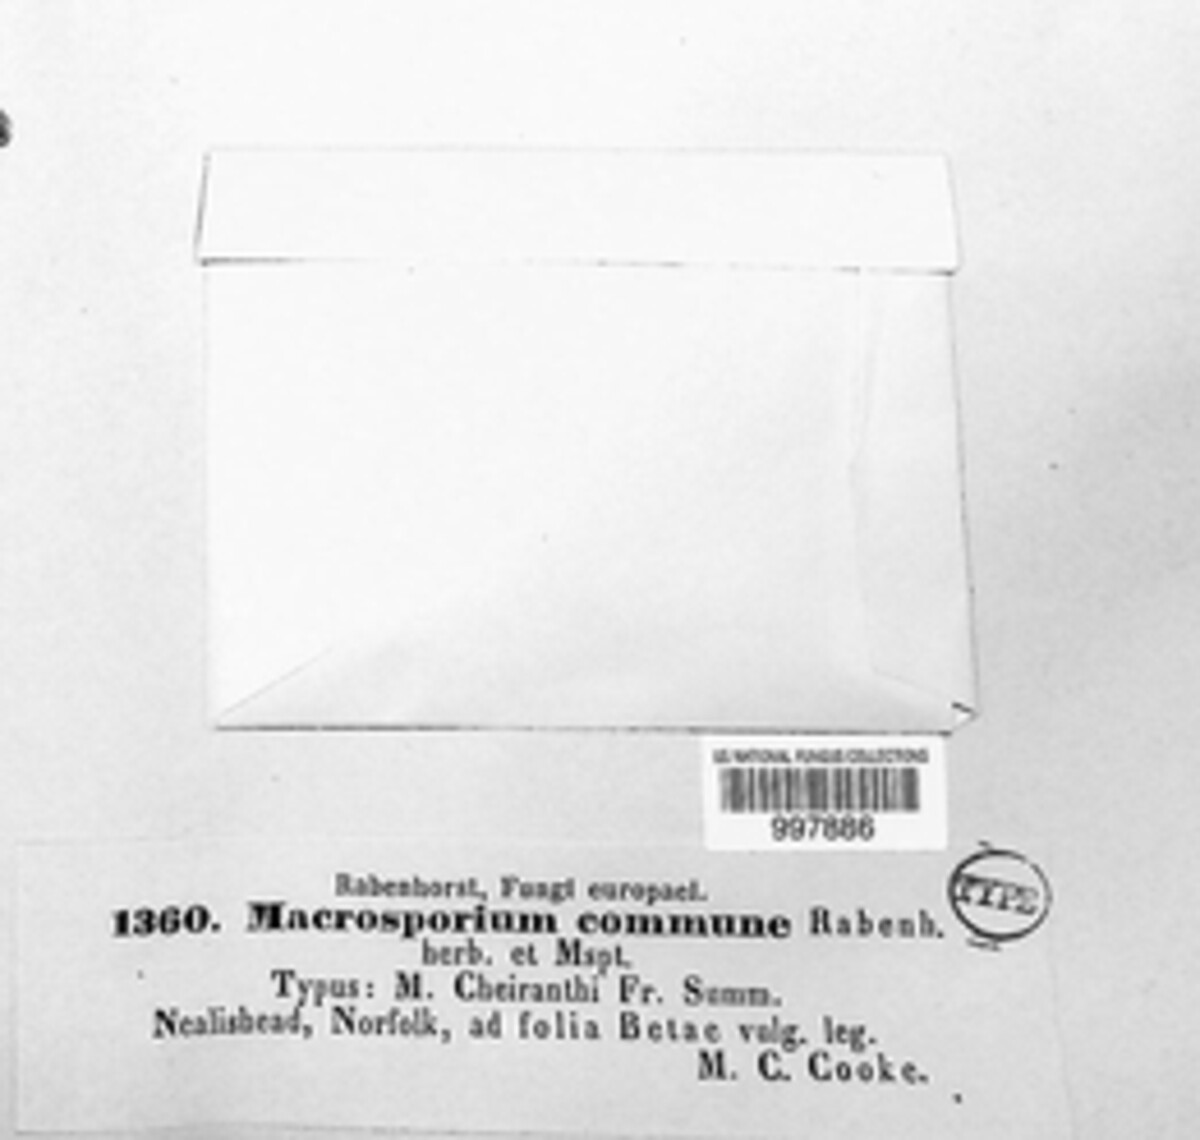 US NATIONAL FUNGUS COLLECTIONS
997886
TYPE
Rabenhorst, Fungi europaei.
1360. Macrosporium commune Rabenh.
herb. et Mspt.
Typus: M. Cheiranthi Fr. Summ.
Nealishead, Norfolk, ad folia Betae vulg. leg.
M. C. Cooke.